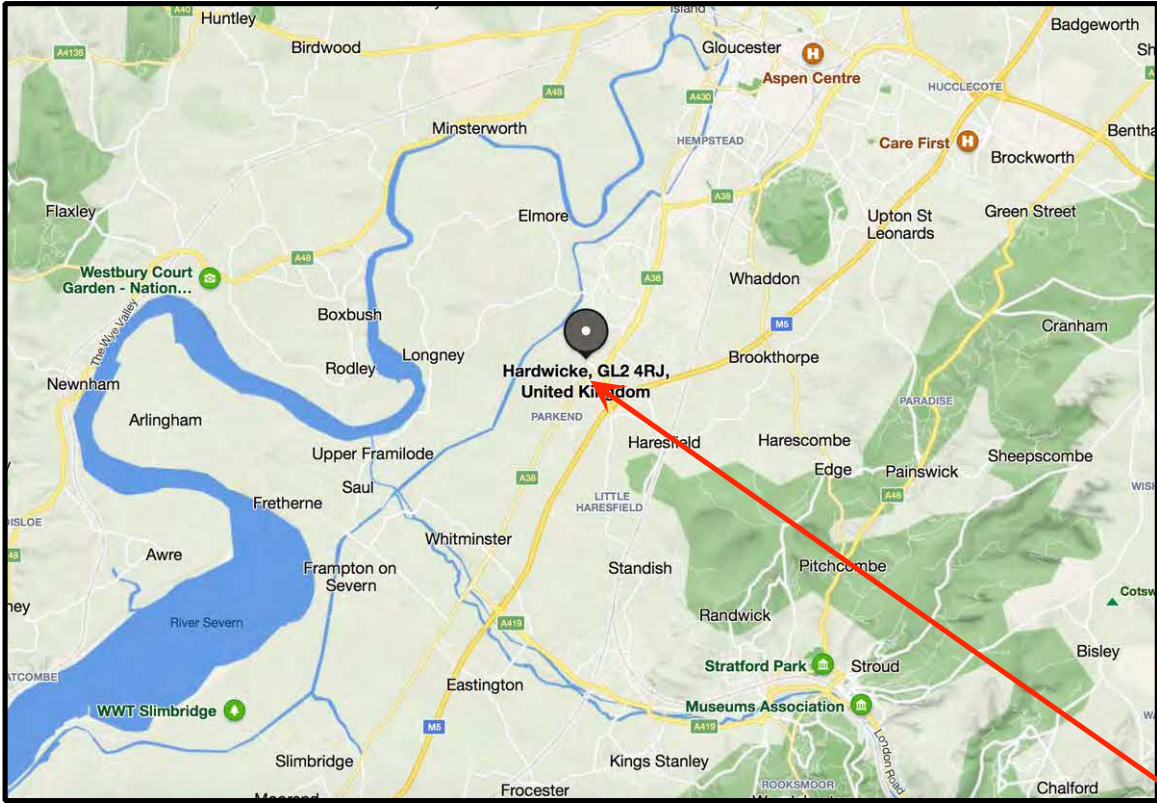 Island
Huntley
A40
Badgeworth
Birdwood
Gloucester
A4136
Aspen Centre
HUCCLECOTE
A48
A430
Minsterworth
HEMPSTEAD
Care First
Brockworth
A38
Flaxley
Elmore
Upton St
Leonards
Green Street
A48
Westbury Court
Garden - Nation...
A38
Whaddon
The Wye Valley
Boxbush
M5
Cranham
Longney
Rodley
Brookthorpe
Hardwicke, GL2 4RJ,
United Kingdom
Newnham
PARADISE
Arlingham
PARKEND
Haresfield
Harescombe
Upper Framilode
Sheepscombe
Edge
Painswick
A38
Saul
A46
Fretherne
LITTLE
HARESFIELD
Whitminster
Awre
Frampton on
Severn
Standish
Pitchcombe
River Severn
A419
Randwick
Bisley
Stratford Park
Stroud
Eastington
WWT Slimbridge
Museums Association
M5
A419
London Road
Slimbridge
Kings Stanley
Frocester
ROOKSMOOR
Chalford